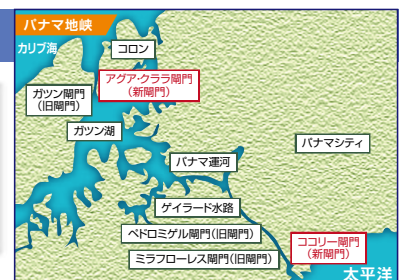 パナマ地峡
カリブ海
コロン
アグア・クララ閘門
(新閘門)
ガツン閘門
(旧閘門)
ガツン湖
パナマシティ
パナマ運河
ゲイラード水路
ペドロミゲル閘門(旧閘門)
ミラフローレス閘門(旧閘門)
ココリー閘門
(新閘門)
太平洋